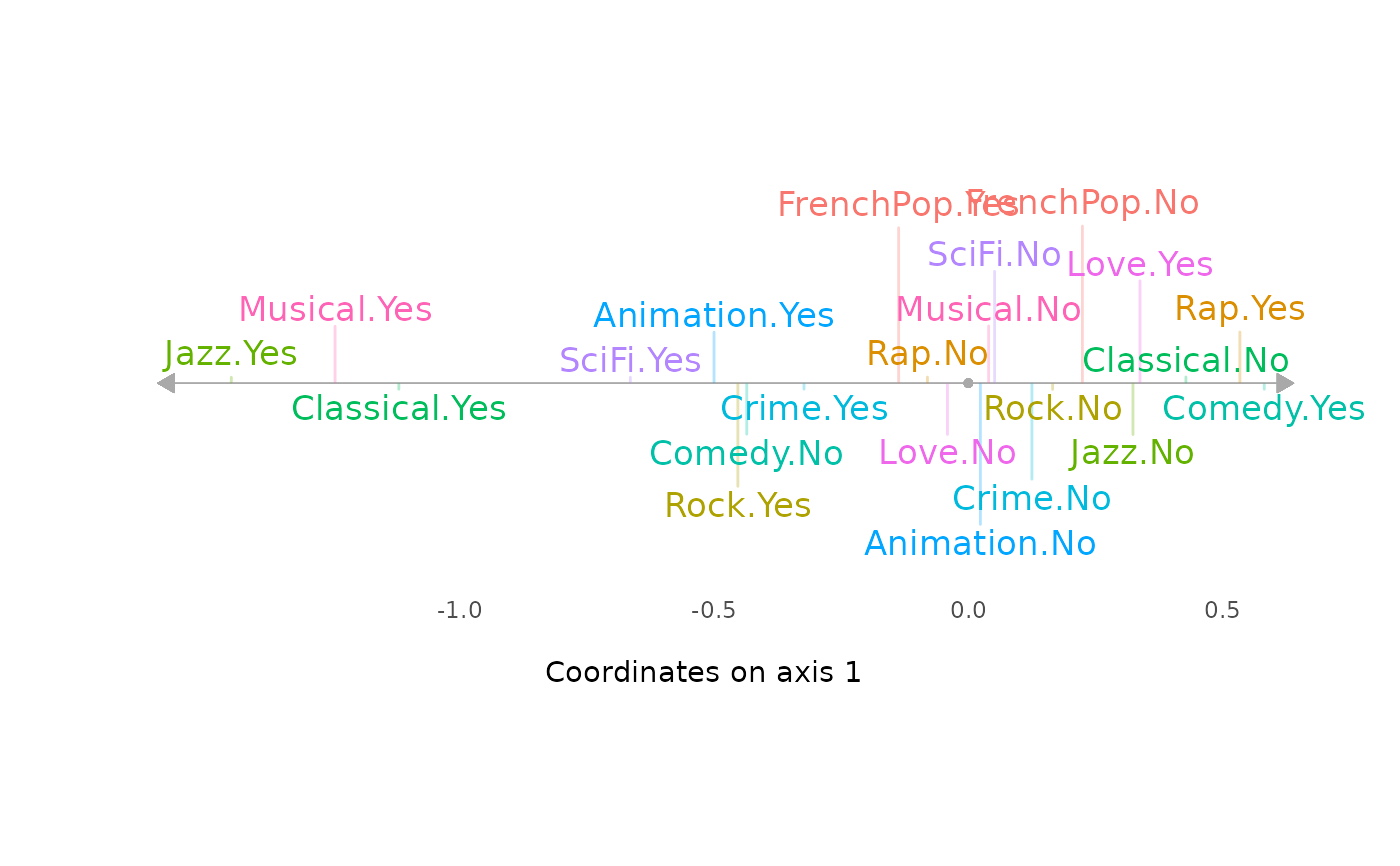 FrenchPop.Yes
FrenchPop.No
SciFi.No
Love.Yes
Musical.Yes
Animation.Yes
Musical.No
Rap.Yes
Jazz.Yes
SciFi.Yes
Rap.No
Classical.No
Classical.Yes
Crime.Yes
Rock.No
Comedy.Yes
Comedy.No
Love.No
Jazz.No
Rock.Yes
Crime.No
Animation.No
-1.0 -0.5 0.0 0.5
Coordinates on axis 1